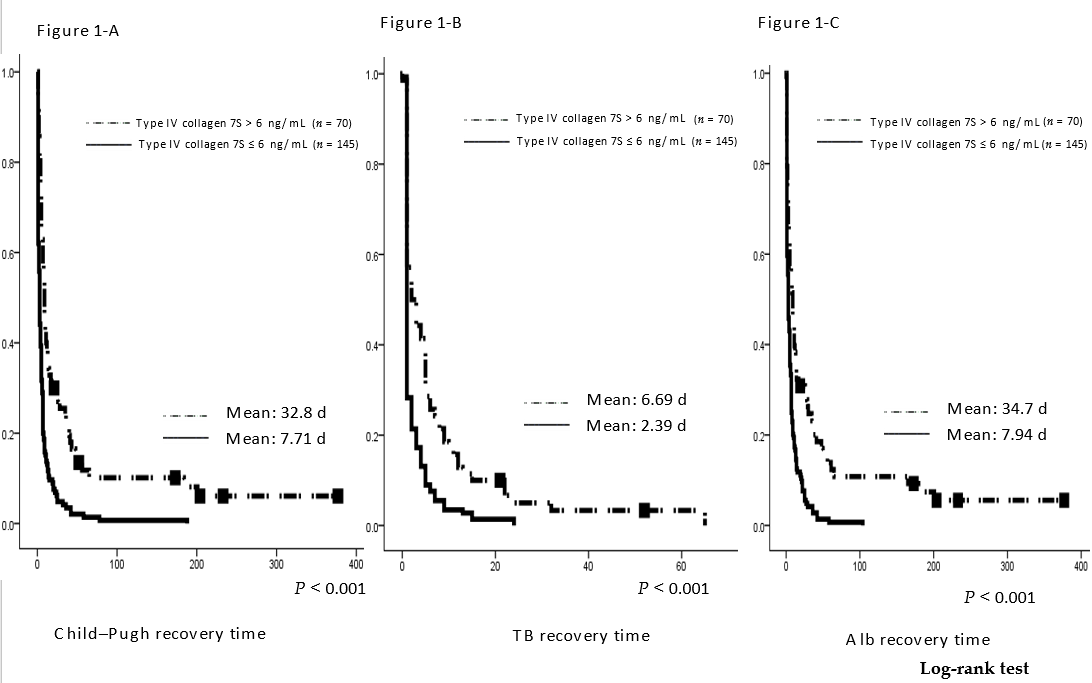 Figure 1-A
1.0
0.8
0.6
0.4
0.2
0.0
Type IV collagen 7S > 6 ng/mL (n = 70)
Type IV collagen 7S ≤ 6 ng/mL (n = 145)
Mean: 32.8 d
Mean: 7.71 d
0 100 200 300 400
P < 0.001
Child–Pugh recovery time
Figure 1-B
1.0
0.8
0.6
0.4
0.2
0.0
Type IV collagen 7S > 6 ng/mL (n = 70)
Type IV collagen 7S ≤ 6 ng/mL (n = 145)
Mean: 6.69 d
Mean: 2.39 d
0 20 40 60
P < 0.001
TB recovery time
Figure 1-C
1.0
0.8
0.6
0.4
0.2
0.0
Type IV collagen 7S > 6 ng/mL (n = 70)
Type IV collagen 7S ≤ 6 ng/mL (n = 145)
Mean: 34.7 d
Mean: 7.94 d
0 100 200 300 400
P < 0.001
Alb recovery time
Log-rank test